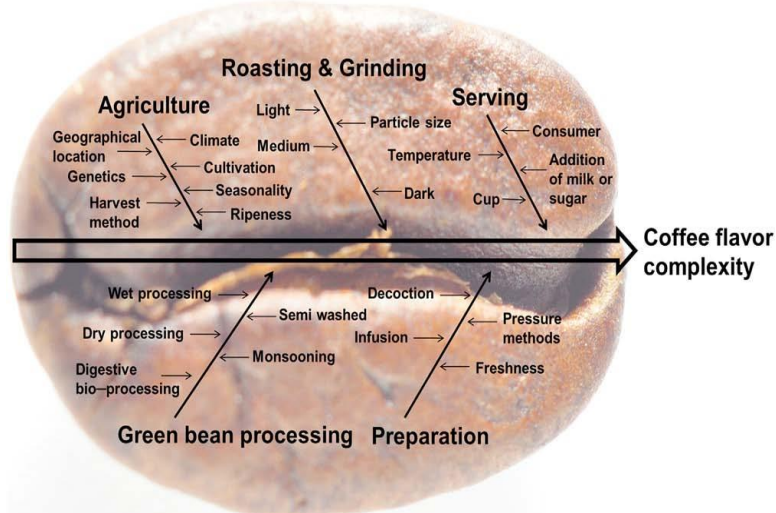 Roasting & Grinding
Agriculture
Serving
Light
Particle size
Medium
Dark
Geographical
location
Climate
Genetics
Cultivation
Seasonality
Harvest
method
Ripeness
Consumer
Temperature
Addition
of milk or
sugar
Cup
Coffee flavor
complexity
Wet processing
Semi washed
Dry processing
Monsooning
Digestive
bio–processing
Decoction
Pressure
methods
Infusion
Freshness
Green bean processing
Preparation